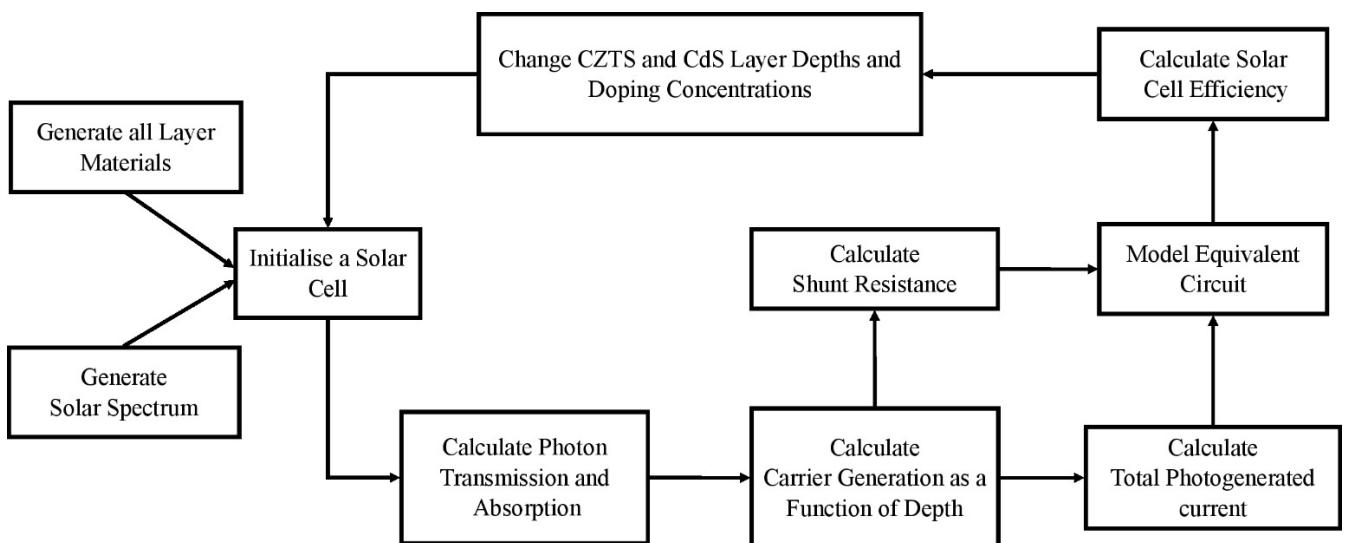 Change CZTS and CdS Layer Depths and
Doping Concentrations
Calculate Solar
Cell Efficiency
Generate all Layer
Materials
Initialise a Solar
Cell
Calculate
Shunt Resistance
Model Equivalent
Circuit
Generate
Solar Spectrum
Calculate Photon
Transmission and
Absorption
Calculate
Carrier Generation as a
Function of Depth
Calculate
Total Photogenerated
current